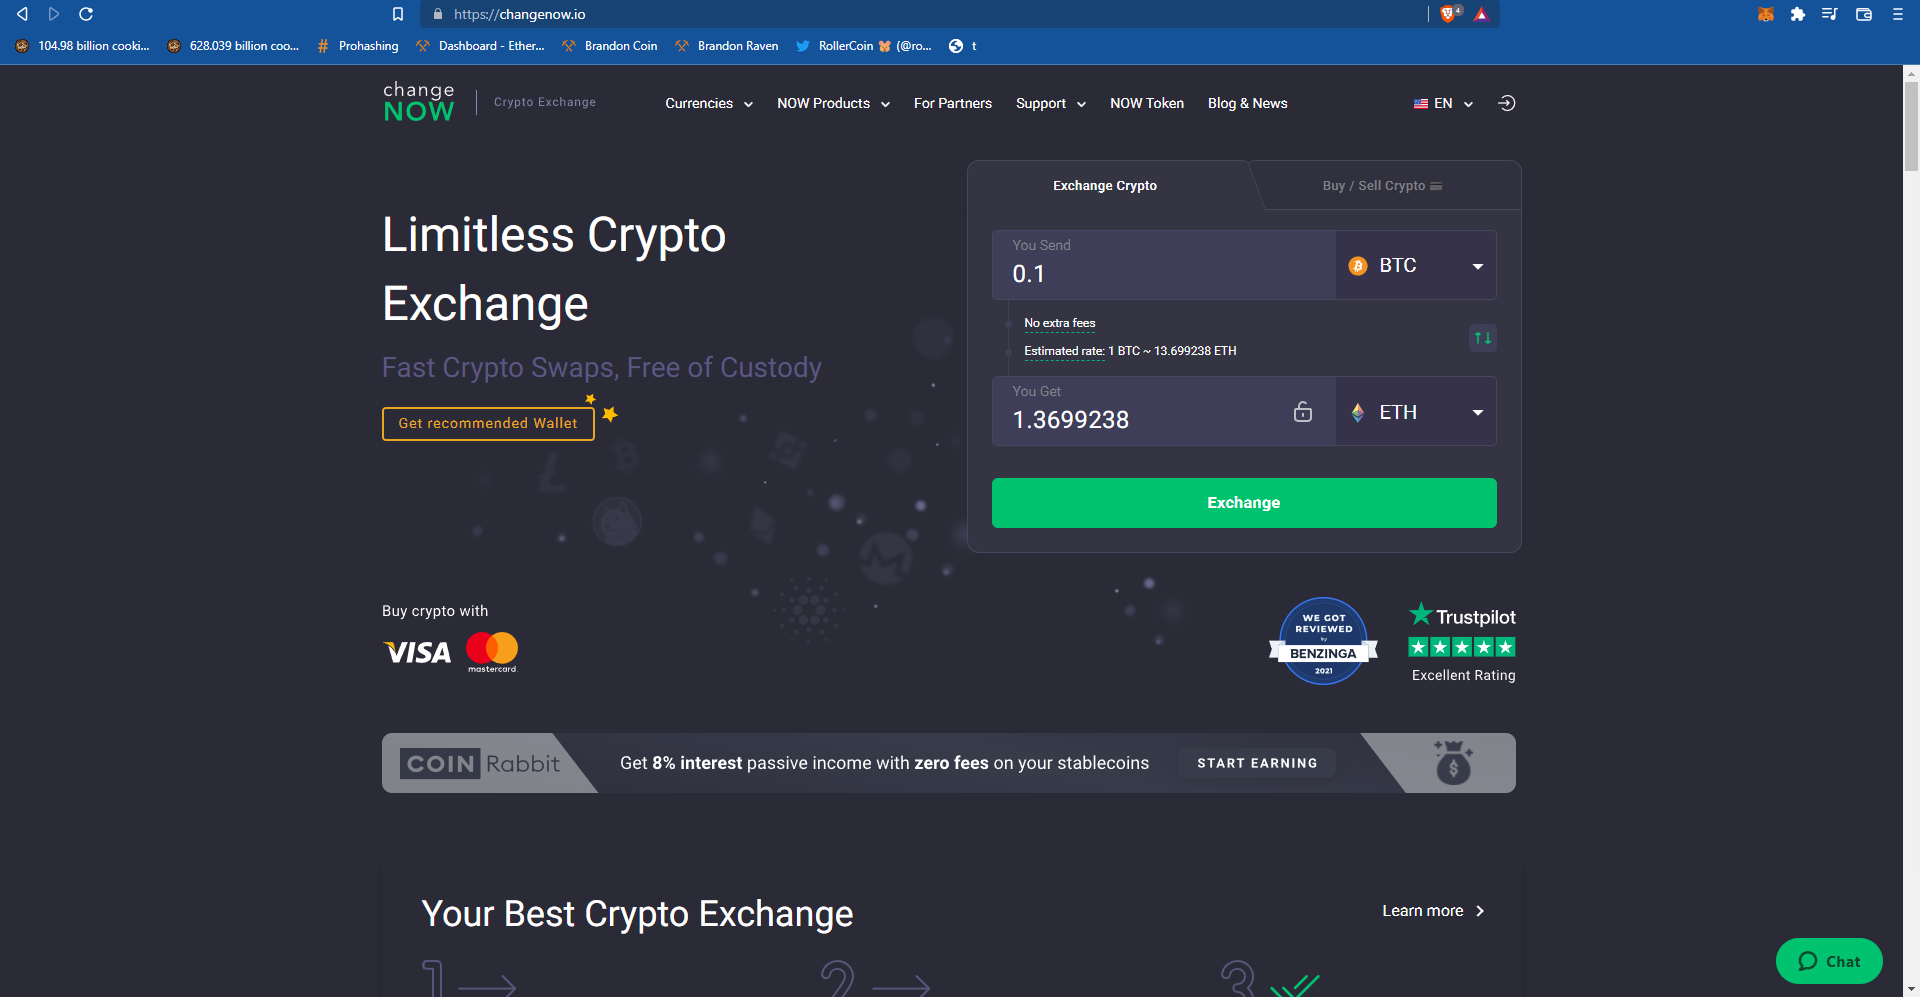 https://changenow.io
4
104.98 billion cooki...
628.039 billion coo...
Prohashing
Dashboard - Ether...
Brandon Coin
Brandon Raven
RollerCoin (@ro...
t
change
NOW
Crypto Exchange
Currencies
NOW Products
For Partners
Support
NOW Token
Blog & News
EN
Limitless Crypto
Exchange
Fast Crypto Swaps, Free of Custody
Get recommended Wallet
Exchange Crypto
Buy / Sell Crypto
You Send
0.1
BTC
No extra fees
Estimated rate: 1 BTC ~ 13.699238 ETH
You Get
1.3699238
ETH
Exchange
Buy crypto with
VISA
mastercard
WE GOT
REVIEWED
by
BENZINGA
2021
Trustpilot
Excellent Rating
COIN Rabbit
Get 8% interest passive income with zero fees on your stablecoins
START EARNING
$
Your Best Crypto Exchange
Learn more
1
2
3
Chat